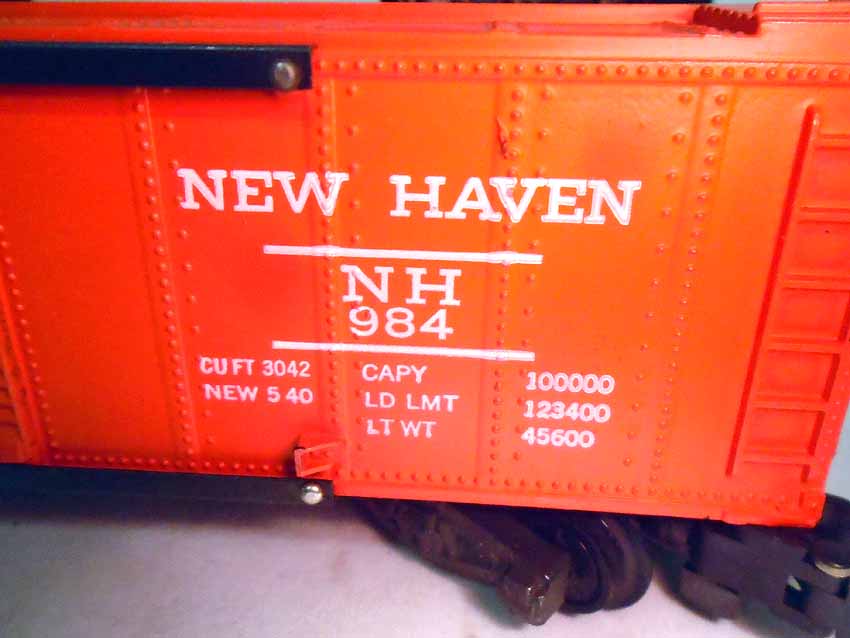 NEW HAVEN
NH
984
CU FT 3042
NEW 5 40
CAPY 100000
LD LMT 123400
LT WT 45600